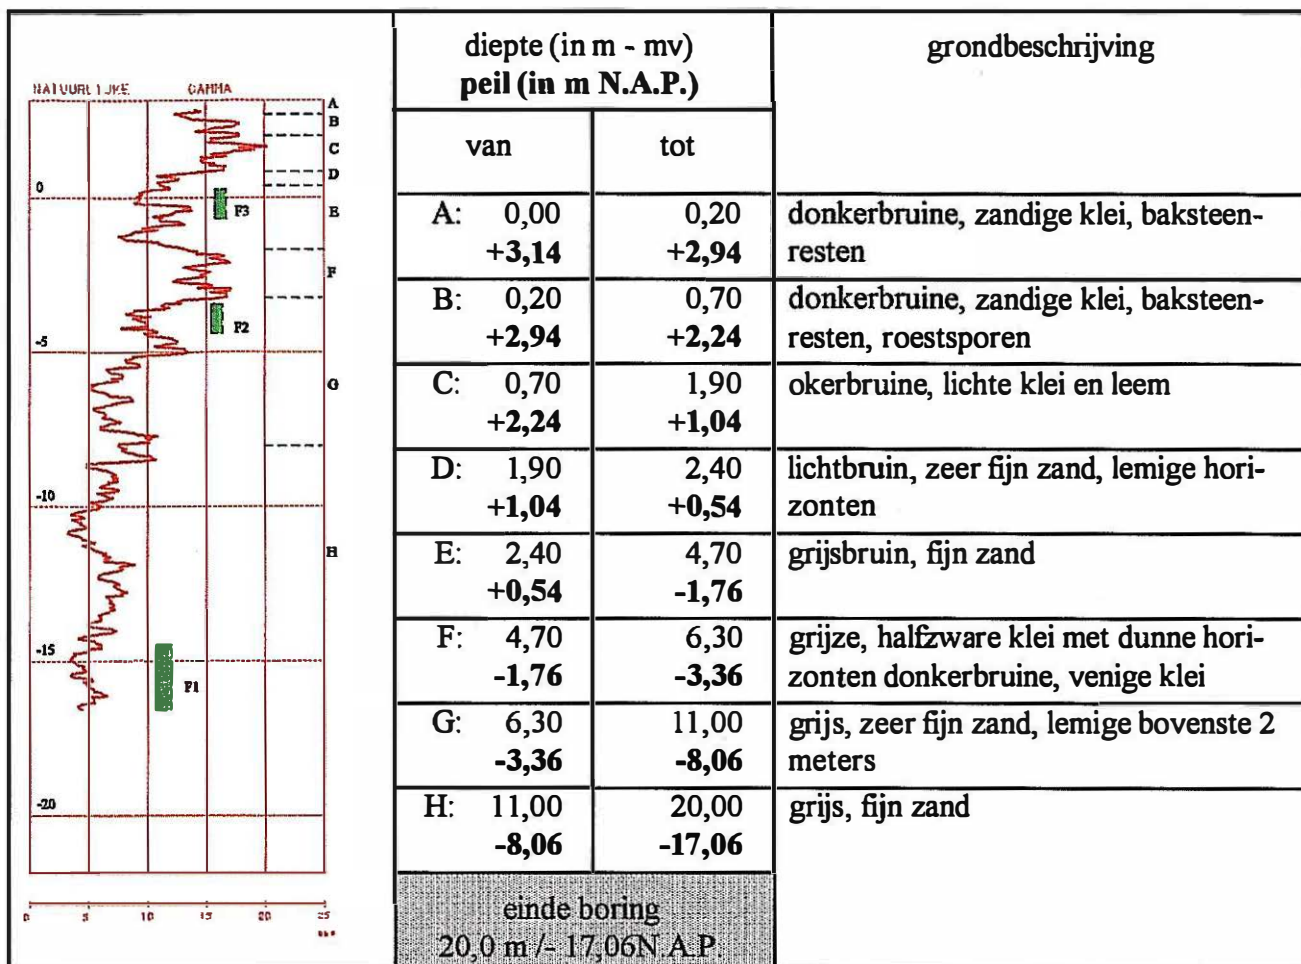 NATUURLIJKE GAMMA
A
B
C
D
0
E
F3
F
F2
-5
G
-10
H
-15
F1
-20
0 5 10 15 20 25
diepte (in m - mv)
peil (in m N.A.P.)
grondbeschrijving
van tot
A: 0,00 0,20 donkerbruine, zandige klei, baksteen-
+3,14 +2,94 resten
B: 0,20 0,70 donkerbruine, zandige klei, baksteen-
+2,94 +2,24 resten, roestsporen
C: 0,70 1,90 okerbruine, lichte klei en leem
+2,24 +1,04
D: 1,90 2,40 lichtbruin, zeer fijn zand, lemige hori-
+1,04 +0,54 zonten
E: 2,40 4,70 grijsbruin, fijn zand
+0,54 -1,76
F: 4,70 6,30 grijze, halfzware klei met dunne hori-
-1,76 -3,36 zonten donkerbruine, venige klei
G: 6,30 11,00 grijs, zeer fijn zand, lemige bovenste 2
-3,36 -8,06 meters
H: 11,00 20,00 grijs, fijn zand
-8,06 -17,06
einde boring
20,0 m /- 17,06N.A.P.